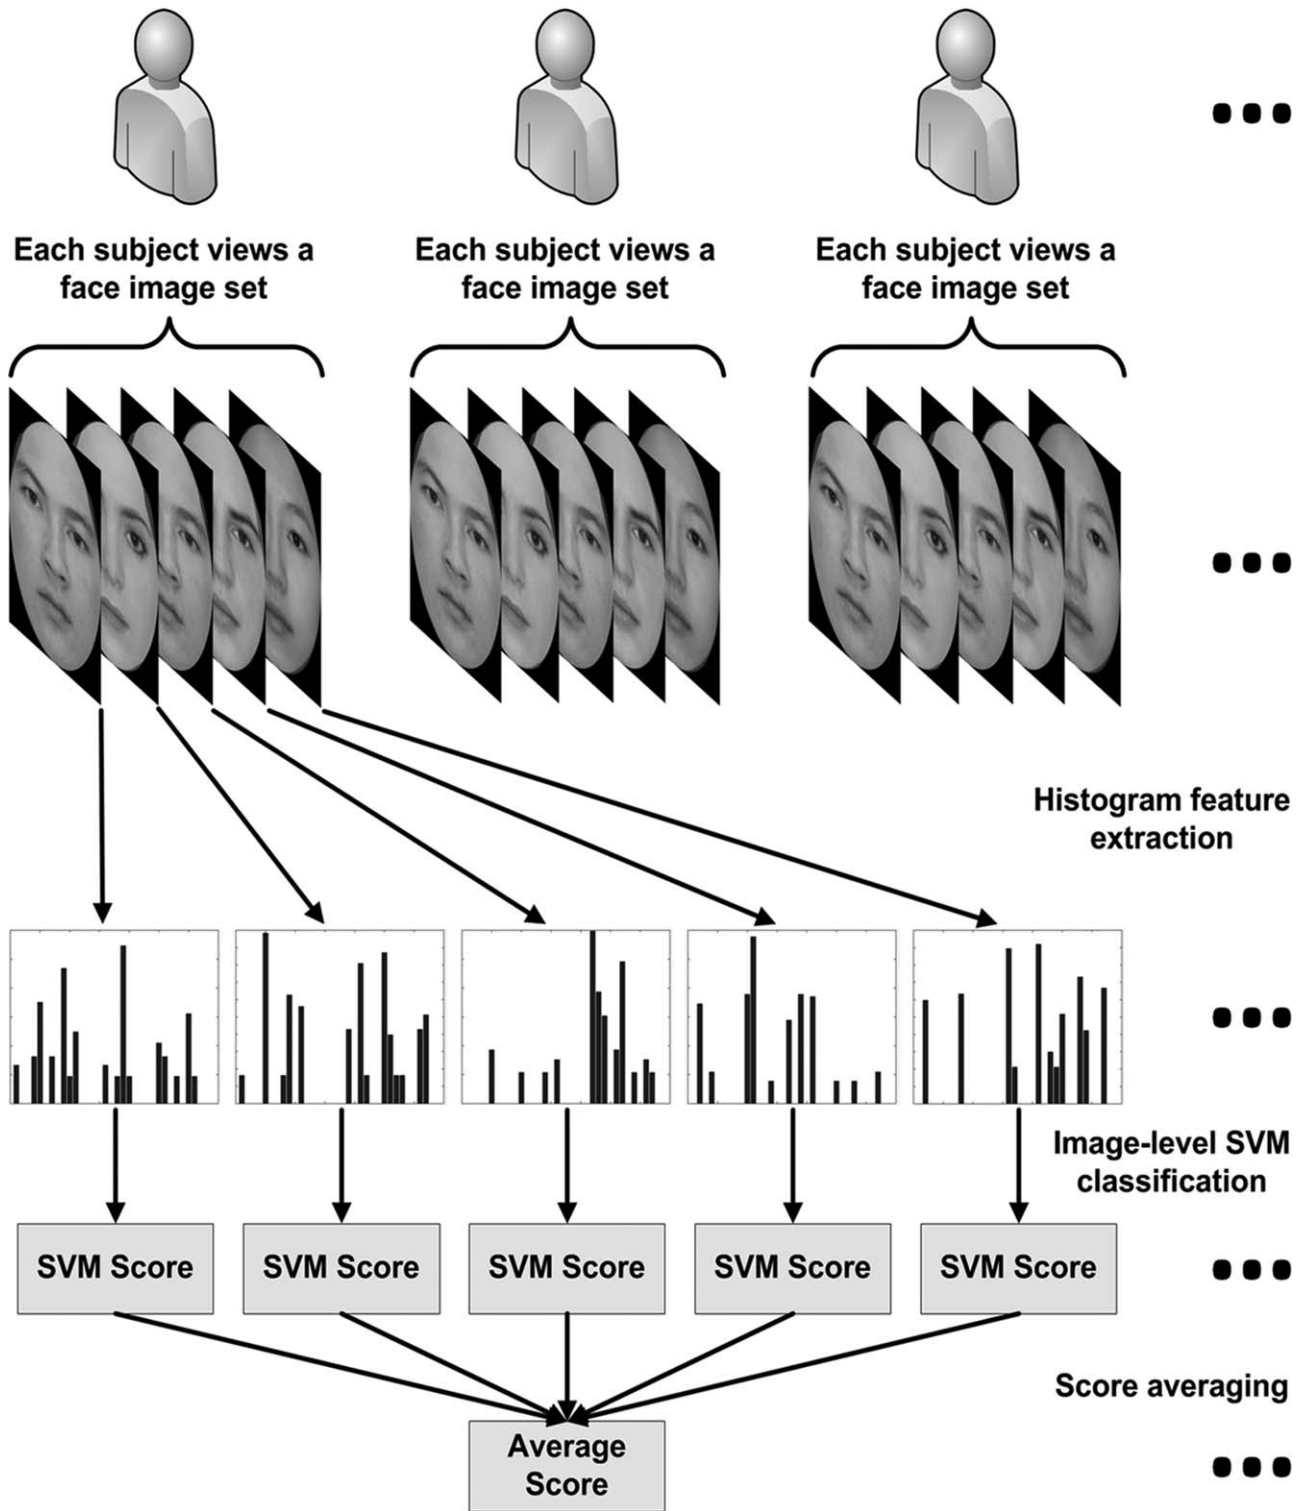 Each subject views a
face image set
Each subject views a
face image set
Each subject views a
face image set
Histogram feature
extraction
Image-level SVM
classification
SVM Score
SVM Score
SVM Score
SVM Score
SVM Score
Score averaging
Average
Score